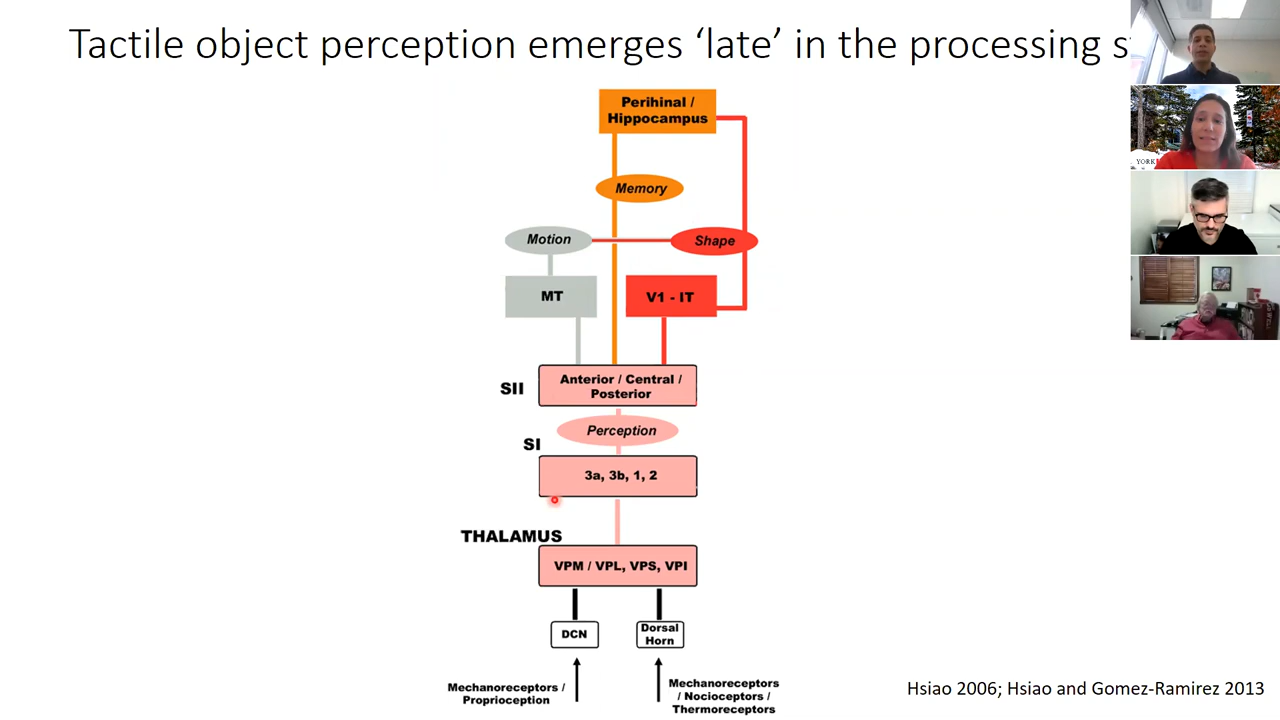 Tactile object perception emerges ‘late’ in the processing s
Perihinal /
Hippocampus
Memory
Motion
Shape
MT
V1 - IT
SII
Anterior / Central /
Posterior
Perception
SI
3a, 3b, 1, 2
THALAMUS
VPM / VPL, VPS, VPI
DCN
Dorsal
Horn
Mechanoreceptors /
Proprioception
Mechanoreceptors
/ Nocioceptors /
Thermoreceptors
Hsiao 2006; Hsiao and Gomez-Ramirez 2013
YORK